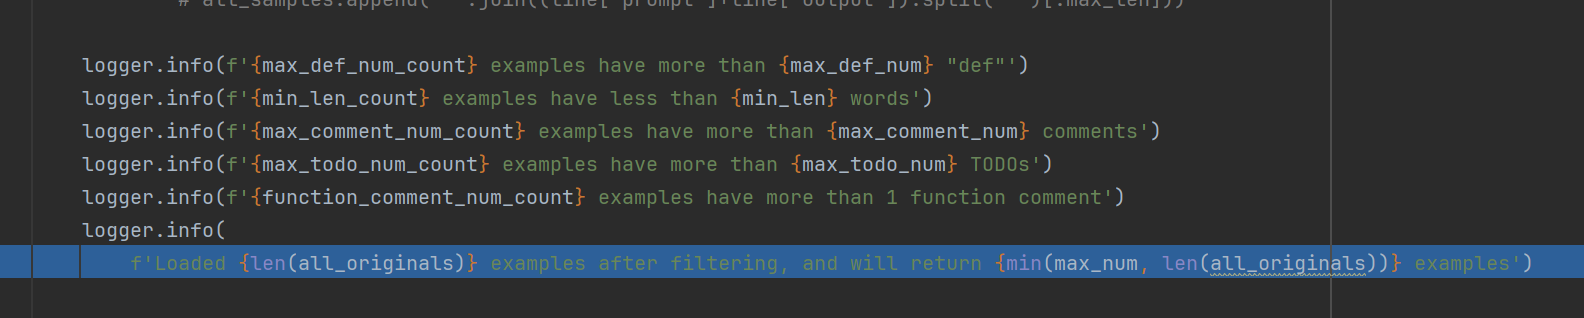 # all_samples.append(' '.join((line['prompt']+line['output']).split(' ')[:max_len]))
logger.info(f'{max_def_num_count} examples have more than {max_def_num} "def"')
logger.info(f'{min_len_count} examples have less than {min_len} words')
logger.info(f'{max_comment_num_count} examples have more than {max_comment_num} comments')
logger.info(f'{max_todo_num_count} examples have more than {max_todo_num} TODOs')
logger.info(f'{function_comment_num_count} examples have more than 1 function comment')
logger.info(
f'Loaded {len(all_originals)} examples after filtering, and will return {min(max_num, len(all_originals))} examples')